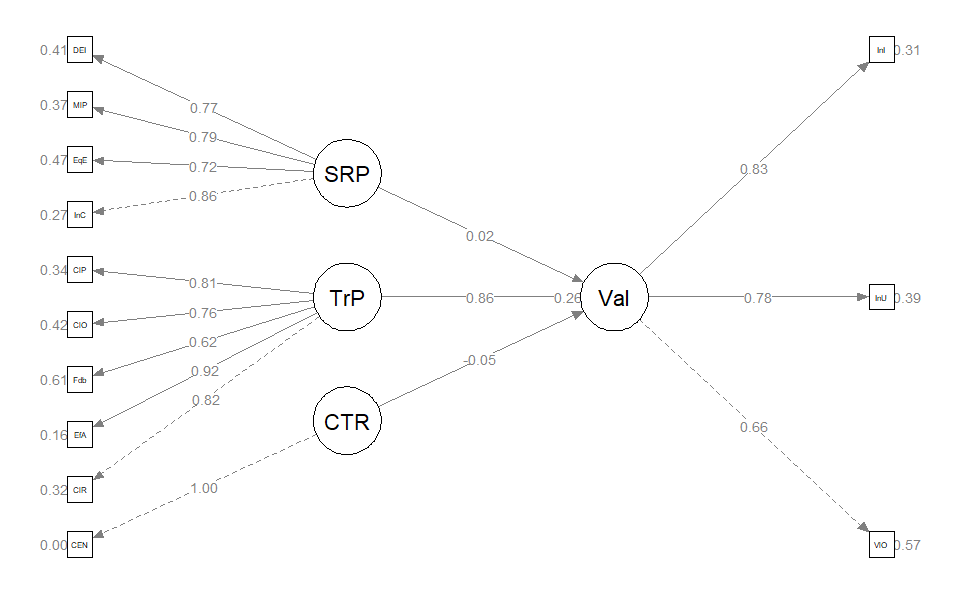 0.41 DEI
0.37 MIP
0.47 EqE
0.27 InC
0.34 CIP
0.42 CIO
0.61 Fdb
0.16 EfA
0.32 CIR
0.00 CEN
0.77
0.79
0.72
0.86
0.81
0.76
0.62
0.92
0.82
1.00
SRP
TrP
CTR
0.02
0.86
-0.05
0.26
Val
0.83
0.78
0.66
InI 0.31
InU 0.39
VIO 0.57